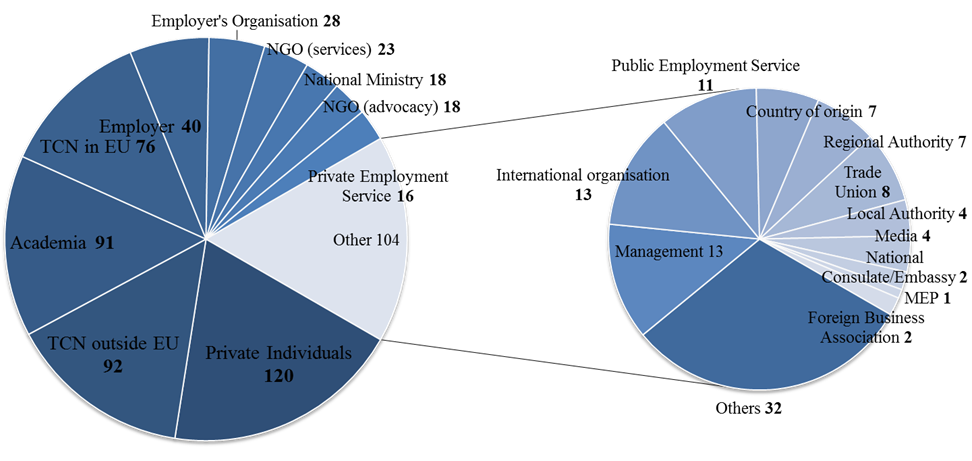 Employer's Organisation 28
NGO (services) 23
National Ministry 18
NGO (advocacy) 18
Employer 40
TCN in EU 76
Private Employment
Service 16
Other 104
Academia 91
TCN outside EU
92
Private Individuals
120
Public Employment Service
11
Country of origin 7
Regional Authority 7
International organisation
13
Trade
Union 8
Local Authority 4
Media 4
Management 13
National
Consulate/Embassy 2
MEP 1
Foreign Business
Association 2
Others 32